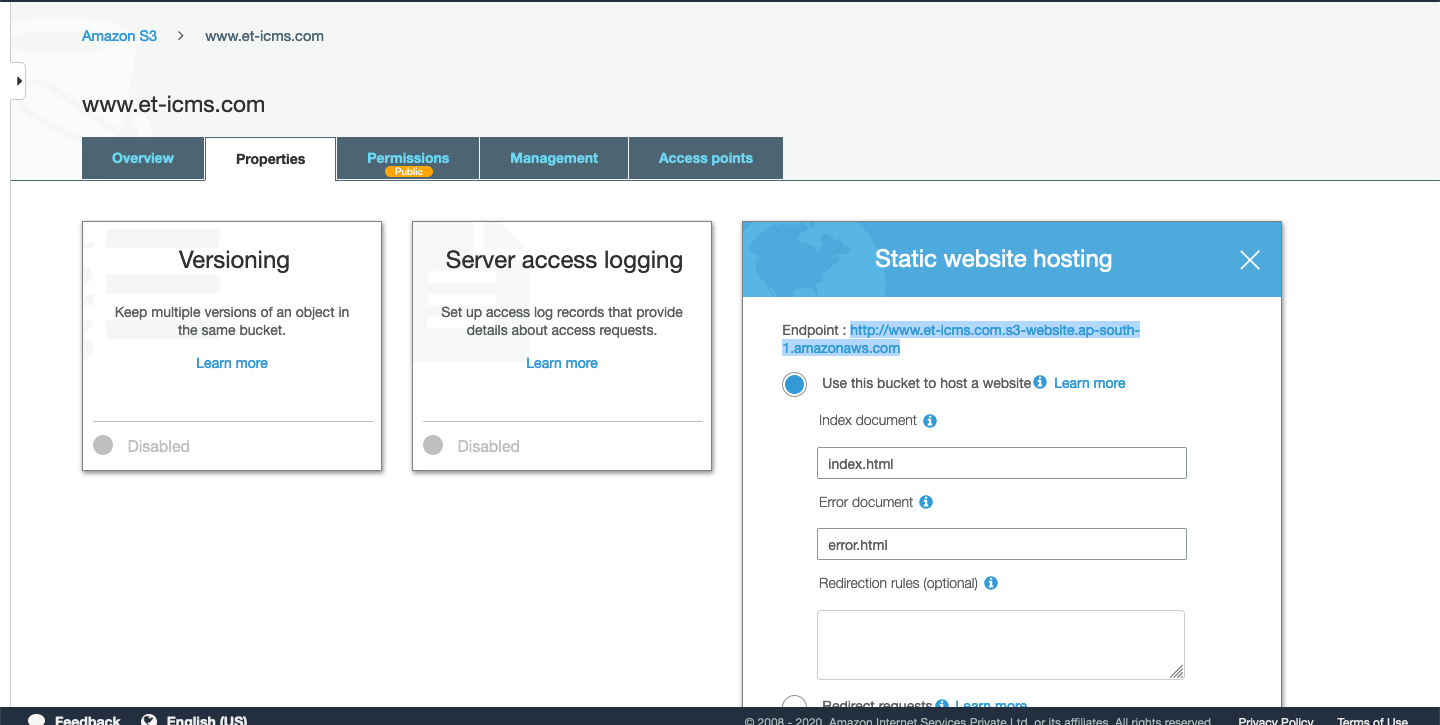 Amazon S3 > www.et-icms.com
www.et-icms.com
Overview
Properties
Permissions
Public
Management
Access points
Versioning
Keep multiple versions of an object in
the same bucket.
Learn more
Disabled
Server access logging
Set up access log records that provide
details about access requests.
Learn more
Disabled
Static website hosting
Endpoint : http://www.et-icms.com.s3-website.ap-south-
1.amazonaws.com
Use this bucket to host a website Learn more
Index document
index.html
Error document
error.html
Redirection rules (optional)
Redirect requests Learn more
Feedback English (US) © 2008 - 2020, Amazon Internet Services Private Ltd. or its affiliates. All rights reserved. Privacy Policy Terms of Use